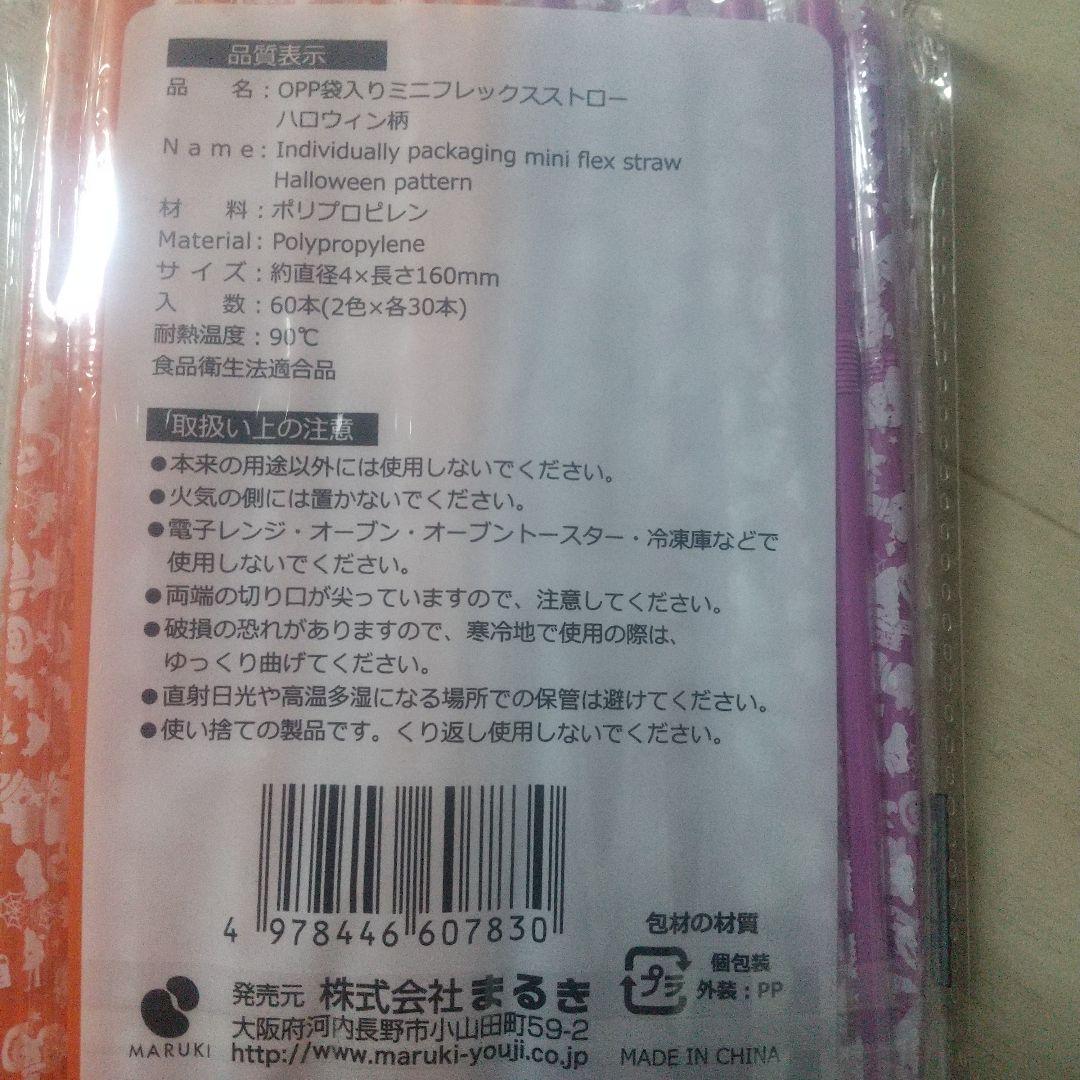 品質表示
品名：OPP袋入りミニフレックスストロー
ハロウィン柄
Name：Individually packaging mini flex straw
Halloween pattern
材料：ポリプロピレン
Material：Polypropylene
サイズ：約直径4×長さ160mm
入数：60本(2色×各30本)
耐熱温度：90℃
食品衛生法適合品
取扱い上の注意
●本来の用途以外には使用しないでください。
●火気の側には置かないでください。
●電子レンジ・オーブン・オーブントースター・冷凍庫などで
使用しないでください。
●両端の切り口が尖っていますので、注意してください。
●破損の恐れがありますので、寒冷地で使用の際は、
ゆっくり曲げてください。
●直射日光や高温多湿になる場所での保管は避けてください。
●使い捨ての製品です。くり返し使用しないでください。
4 978446 607830
包材の材質
プラ
個包装
外装：PP
MARUKI
発売元 株式会社まるき
大阪府河内長野市小山田町59-2
http://www.maruki-youji.co.jp
MADE IN CHINA